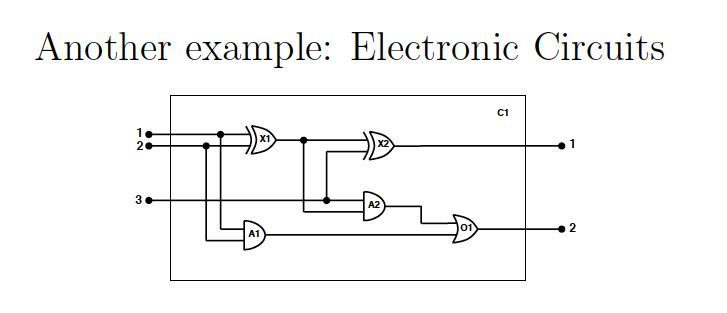 Another example: Electronic Circuits
C1
1
2
X1
X2
1
3
A2
A1
O1
2